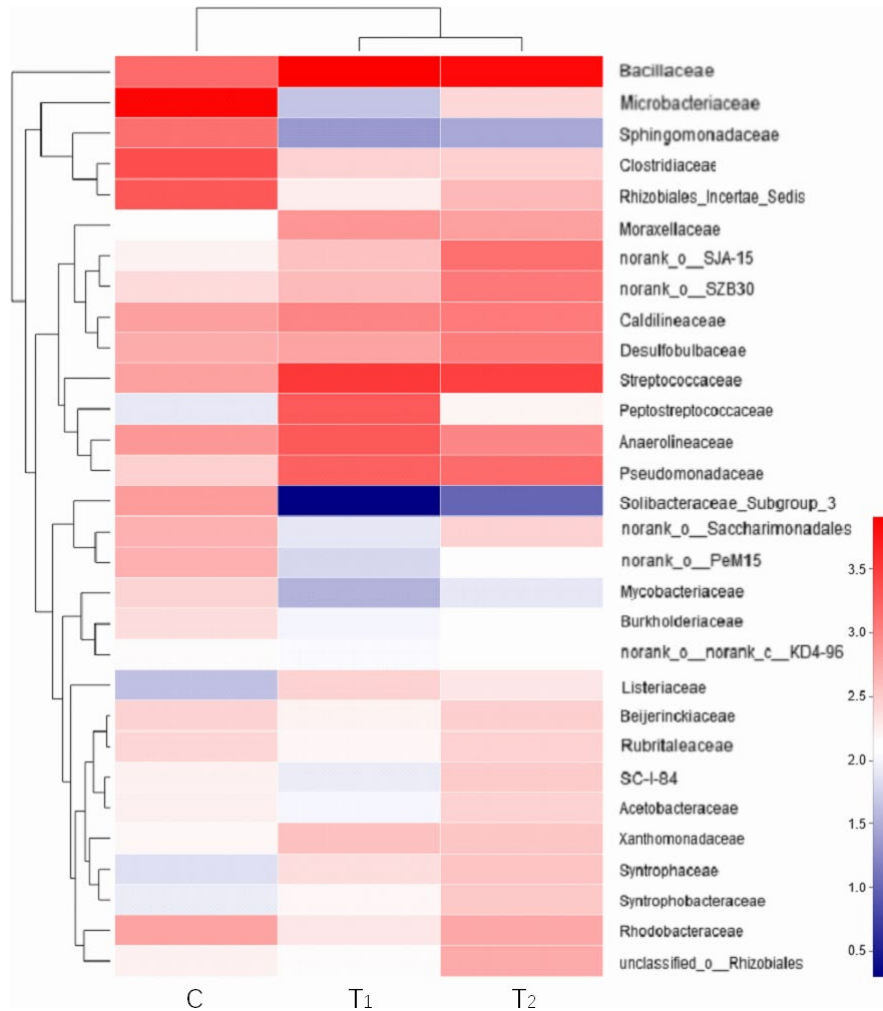 Bacillaceae
Microbacteriaceae
Sphingomonadaceae
Clostridiaceae
Rhizobiales_Incertae_Sedis
Moraxellaceae
norank_o__SJA-15
norank_o__SZB30
Caldilineaceae
Desulfobulbaceae
Streptococcaceae
Peptostreptococcaceae
Anaerolineaceae
Pseudomonadaceae
Solibacteraceae_Subgroup_3
norank_o__Saccharimonadales
norank_o__PeM15
Mycobacteriaceae
Burkholderiaceae
norank_o__norank_c__KD4-96
Listeriaceae
Beijerinckiaceae
Rubritaleaceae
SC-I-84
Acetobacteraceae
Xanthomonadaceae
Syntrophaceae
Syntrophobacteraceae
Rhodobacteraceae
unclassified_o__Rhizobiales
3.5
3.0
2.5
2.0
1.5
1.0
0.5
C T1 T2